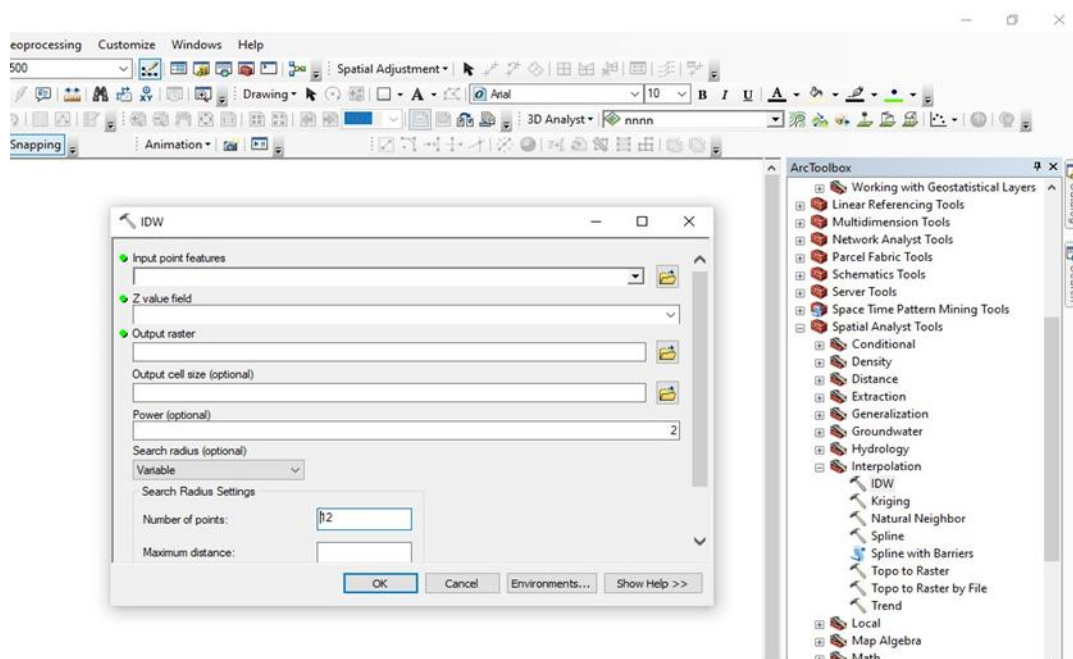 eoprocessing Customize Windows Help
500
Spatial Adjustment
Drawing A Arial 10 B I U A
3D Analyst nnnn
Snapping Animation
ArcToolbox
Working with Geostatistical Layers
Linear Referencing Tools
Multidimension Tools
Network Analyst Tools
Parcel Fabric Tools
Schematics Tools
Server Tools
Space Time Pattern Mining Tools
Spatial Analyst Tools
Conditional
Density
Distance
Extraction
Generalization
Groundwater
Hydrology
Interpolation
IDW
Kriging
Natural Neighbor
Spline
Spline with Barriers
Topo to Raster
Topo to Raster by File
Trend
Local
Map Algebra
Math
IDW
Input point features
Z value field
Output raster
Output cell size (optional)
Power (optional)
2
Search radius (optional)
Variable
Search Radius Settings
Number of points: 12
Maximum distance:
OK Cancel Environments... Show Help >>